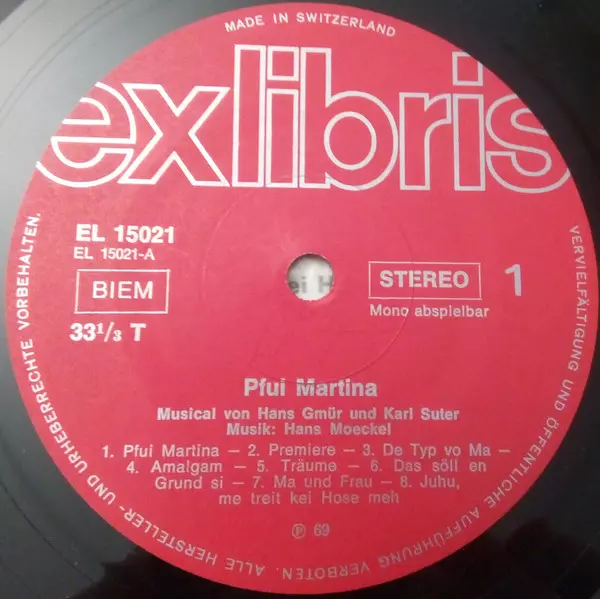 MADE IN SWITZERLAND
exlibris
EL 15021
EL 15021-A
BIEM
33¹/₃ T
STEREO
1
Mono abspielbar
ei H
Pfui Martina
Musical von Hans Gmür und Karl Suter
Musik: Hans Moeckel
1. Pfui Martina – 2. Premiere – 3. De Typ vo Ma –
4. Amalgam – 5. Träume – 6. Das söll en
Grund si – 7. Ma und Frau – 8. Juhu,
me treit kei Hose meh
℗ 69
ALLE HERSTELLER- UND URHEBERRECHTE VORBEHALTEN.
VERVIELFÄLTIGUNG UND ÖFFENTLICHE AUFFÜHRUNG VERBOTEN.